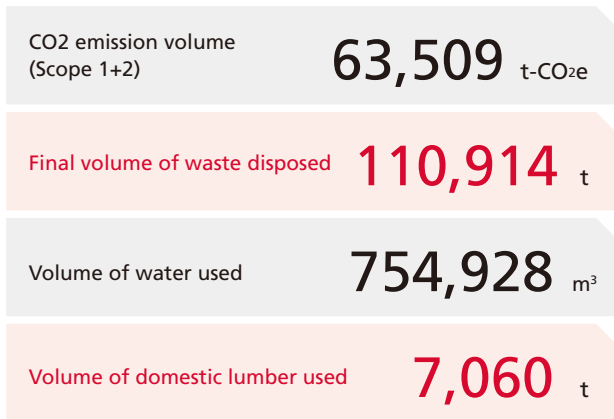 CO2 emission volume
(Scope 1+2)
63,509 t-CO2e
Final volume of waste disposed 110,914 t
Volume of water used 754,928 m³
Volume of domestic lumber used 7,060 t